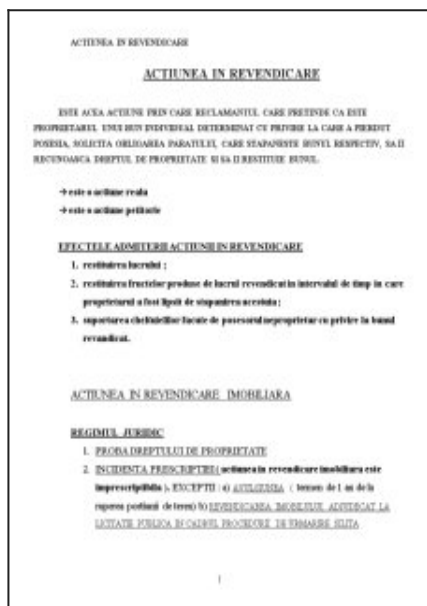 ACTIUNEA IN REVENDICARE
ACTIUNEA IN REVENDICARE
ESTE ACEA ACTIUNE PRIN CARE RECLAMANTUL CARE PRETINDE CA ESTE
PROPRIETARUL UNUI BUN INDIVIDUAL DETERMINAT CU PRIVIRE LA CARE A PIERDUT
POSESIA, SOLICITA OBLIGAREA PARATULUI, CARE STAPANESTE BUNUL RESPECTIV, SA II
RECUNOASCA DREPTUL DE PROPRIETATE SI SA II RESTITUIE BUNUL.
→ este o actiune reala
→ este o actiune petitorie
EFECTELE ADMITERII ACTIUNII IN REVENDICARE
1. restituirea lucrului ;
2. restituirea fructelor produse de lucrul revendicat in intervalul de timp in care
proprietarul a fost lipsit de stapanirea acestuia ;
3. suportarea cheltuielilor facute de posesorul neproprietar cu privire la bunul
revandicat.
ACTIUNEA IN REVENDICARE IMOBILIARA
REGIMUL JURIDIC
1. PROBA DREPTULUI DE PROPRIETATE
2. INCIDENTA PRESCRIPTIEI ( actiunea in revendicare imobiliara este
imprescriptibila ). EXCEPTII : a) AVULSIUNEA ( termen de 1 an de la
ruperea portiunii de teren) b) REVENDICAREA IMOBILULUI ADJUDICAT LA
LICITATIE PUBLICA IN CADRUL PROCEDURII DE URMARIRE SILITA
1